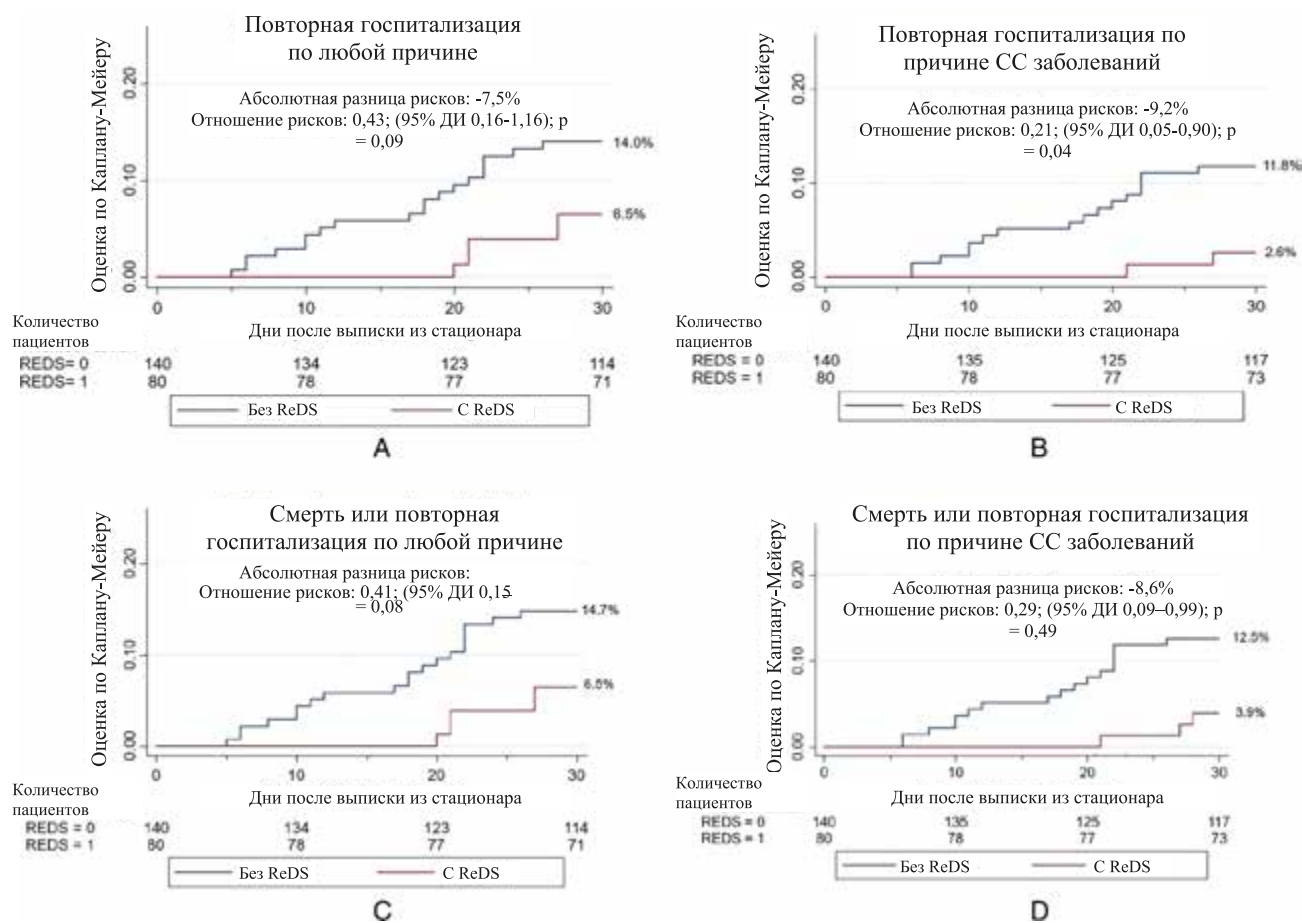 Повторная госпитализация
по любой причине
Оценка по Каплану-Мейеру
0.20
0.10
0.00
Абсолютная разница рисков: -7,5%
Отношение рисков: 0,43; (95% ДИ 0,16-1,16); p
= 0,09
14.0%
6.5%
0 10 20 30
Дни после выписки из стационара
Количество
пациентов
REDS= 0 140 134 123 114
REDS= 1 80 78 77 71
Без ReDS С ReDS
A
Повторная госпитализация по
причине СС заболеваний
Оценка по Каплану-Мейеру
0.20
0.10
0.00
Абсолютная разница рисков: -9,2%
Отношение рисков: 0,21; (95% ДИ 0,05-0,90); p
= 0,04
11.8%
2.6%
0 10 20 30
Дни после выписки из стационара
Количество
пациентов
REDS = 0 140 135 125 117
REDS = 1 80 78 77 73
Без ReDS С ReDS
B
Смерть или повторная
госпитализация по любой причине
Оценка по Каплану-Мейеру
0.20
0.10
0.00
Абсолютная разница рисков:
Отношение рисков: 0,41; (95% ДИ 0,15
= 0,08
14.7%
6.5%
0 10 20 30
Дни после выписки из стационара
Количество
пациентов
REDS = 0 140 134 123 114
REDS = 1 80 78 77 71
Без ReDS С ReDS
C
Смерть или повторная госпитализация
по причине СС заболеваний
Оценка по Каплану-Мейеру
0.20
0.10
0.00
Абсолютная разница рисков: -8,6%
Отношение рисков: 0,29; (95% ДИ 0,09–0,99); p
= 0,49
12.5%
3.9%
0 10 20 30
Дни после выписки из стационара
Количество
пациентов
REDS = 0 140 135 125 117
REDS = 1 80 78 77 73
Без ReDS С ReDS
D